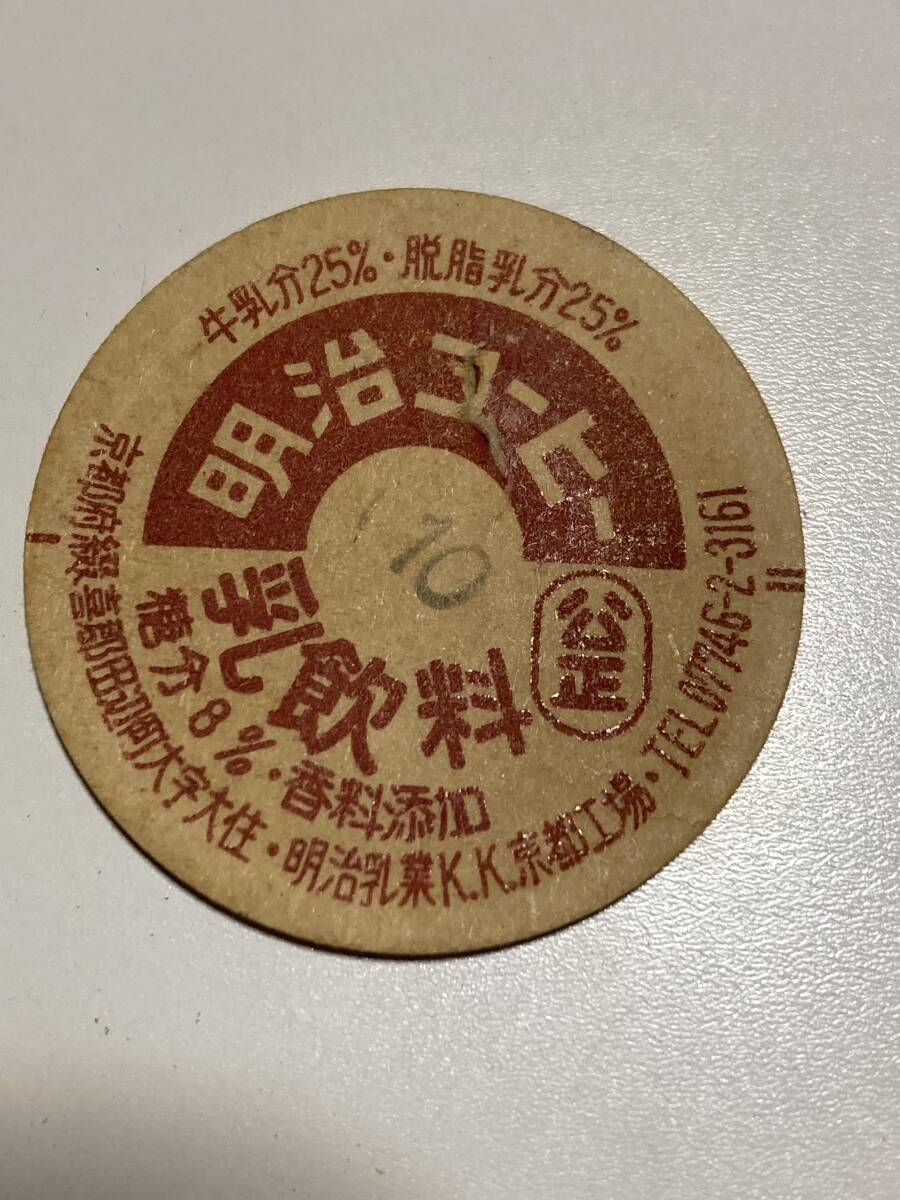 牛乳分25%・脱脂乳分25%
明治コーヒー
10
乳飲料
公正
糖分8%・香料添加
京都府綴喜郡田辺町大字大住・明治乳業K.K.京都工場・TEL07746-2-3161